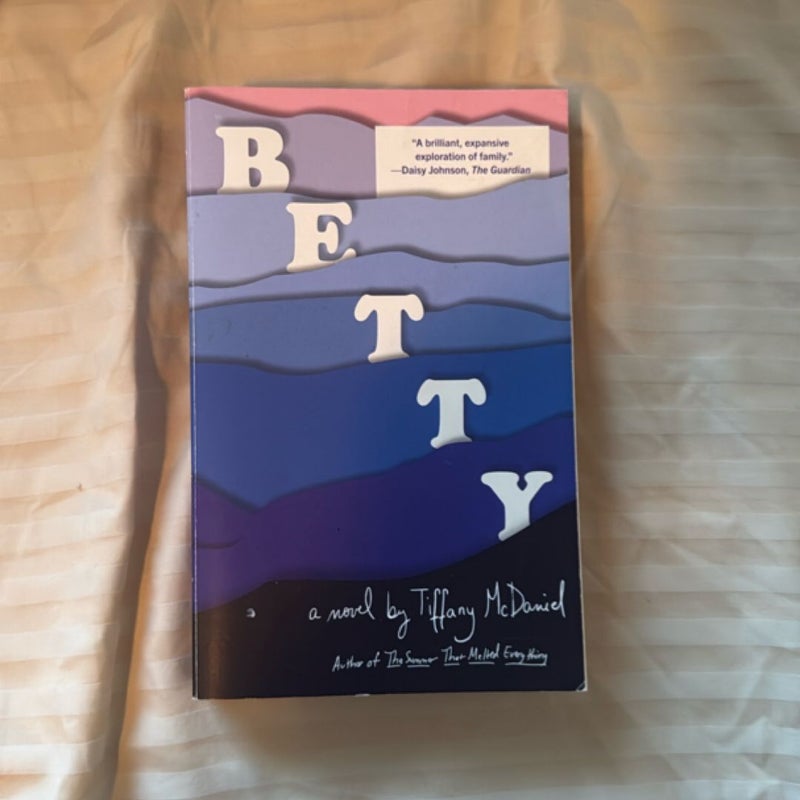 BETTY
"A brilliant, expansive
exploration of family."
—Daisy Johnson, The Guardian
a novel by Tiffany McDaniel
Author of The Summer That Melted Everything